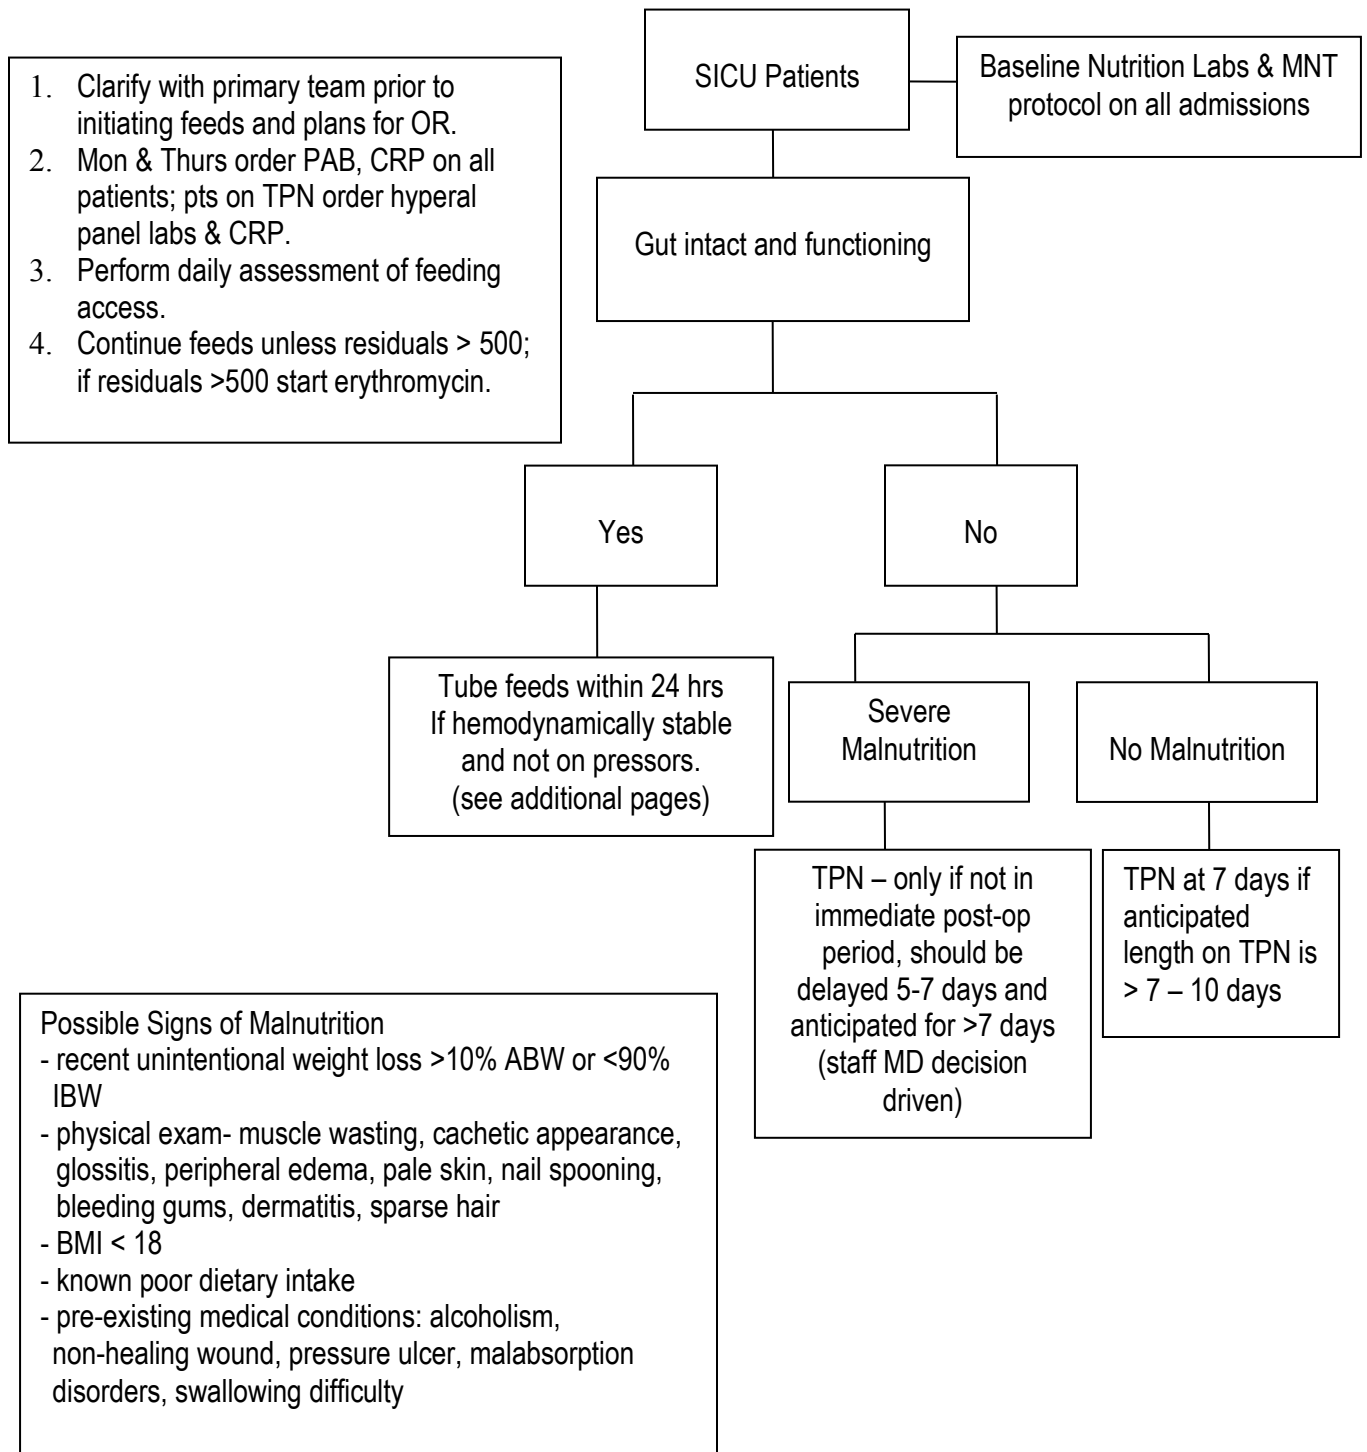 SICU Patients
Baseline Nutrition Labs & MNT
protocol on all admissions
1. Clarify with primary team prior to
initiating feeds and plans for OR.
2. Mon & Thurs order PAB, CRP on all
patients; pts on TPN order hyperal
panel labs & CRP.
3. Perform daily assessment of feeding
access.
4. Continue feeds unless residuals > 500;
if residuals >500 start erythromycin.
Gut intact and functioning
Yes
No
Tube feeds within 24 hrs
If hemodynamically stable
and not on pressors.
(see additional pages)
Severe
Malnutrition
No Malnutrition
TPN – only if not in
immediate post-op
period, should be
delayed 5-7 days and
anticipated for >7 days
(staff MD decision
driven)
TPN at 7 days if
anticipated
length on TPN is
> 7 – 10 days
Possible Signs of Malnutrition
- recent unintentional weight loss >10% ABW or <90%
IBW
- physical exam- muscle wasting, cachetic appearance,
glossitis, peripheral edema, pale skin, nail spooning,
bleeding gums, dermatitis, sparse hair
- BMI < 18
- known poor dietary intake
- pre-existing medical conditions: alcoholism,
non-healing wound, pressure ulcer, malabsorption
disorders, swallowing difficulty